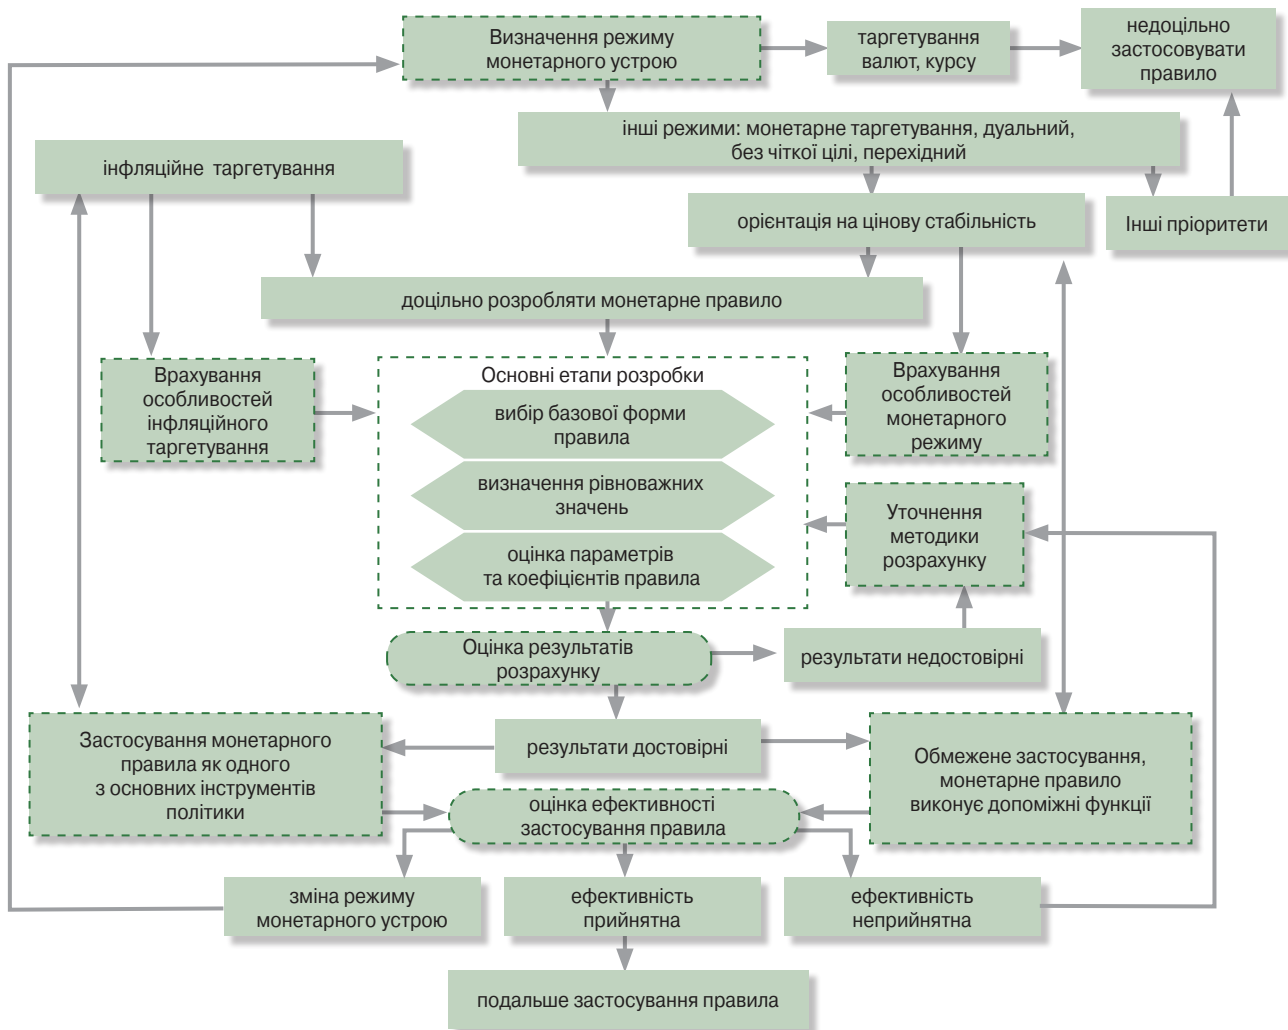 Визначення режиму
монетарного устрою
таргетування
валют, курсу
недоцільно
застосовувати
правило
інші режими: монетарне таргетування, дуальний,
без чіткої цілі, перехідний
інфляційне таргетування
орієнтація на цінову стабільність
Інші пріоритети
доцільно розробляти монетарне правило
Врахування
особливостей
інфляційного
таргетування
Основні етапи розробки
вибір базової форми
правила
визначення рівноважних
значень
оцінка параметрів
та коефіцієнтів правила
Врахування
особливостей
монетарного
режиму
Уточнення
методики
розрахунку
Оцінка результатів
розрахунку
результати недостовірні
Застосування монетарного
правила як одного
з основних інструментів
політики
результати достовірні
Обмежене застосування,
монетарне правило
виконує допоміжні функції
оцінка ефективності
застосування правила
зміна режиму
монетарного устрою
ефективність
прийнятна
ефективність
неприйнятна
подальше застосування правила